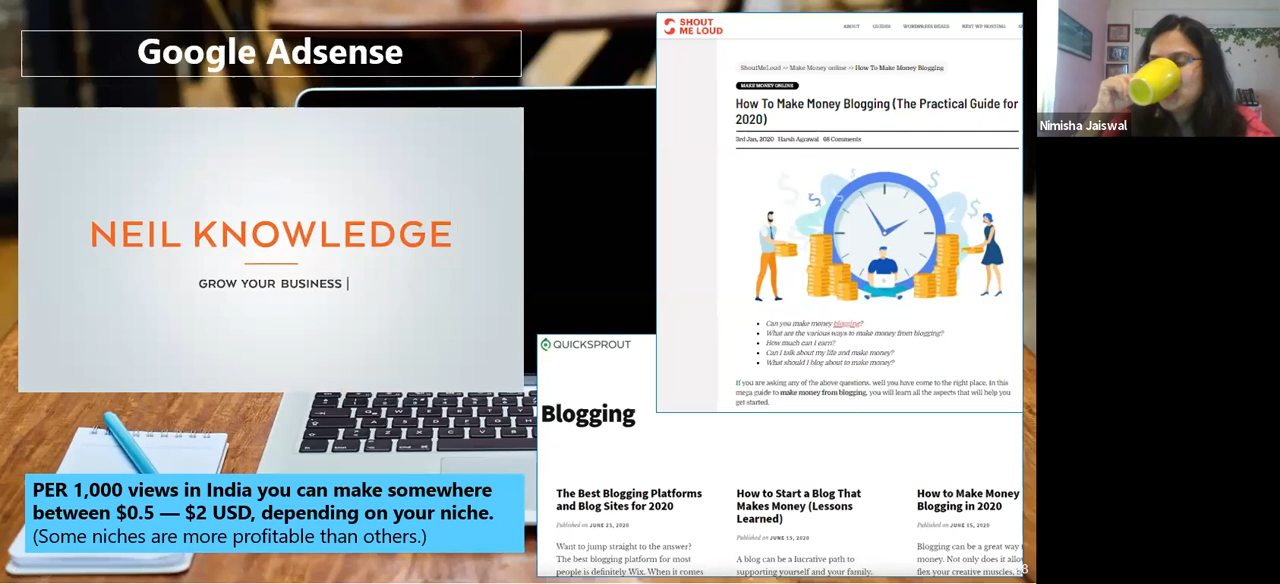 Google Adsense
NEIL KNOWLEDGE
GROW YOUR BUSINESS
PER 1,000 views in India you can make somewhere
between $0.5 — $2 USD, depending on your niche.
(Some niches are more profitable than others.)
SHOUT
ME LOUD
ABOUT GUIDES WORDPRESS DEALS BEST WP HOSTING
ShoutMeLoud >> Make Money online >> How To Make Money Blogging
MAKE MONEY ONLINE
How To Make Money Blogging (The Practical Guide for
2020)
3rd Jan, 2020 Harsh Agrawal 68 Comments
Can you make money blogging?
What are the various ways to make money from blogging?
How much can I earn?
Can I talk about my life and make money?
What should I blog about to make money?
If you are asking any of the above questions, well you have come to the right place. In this
mega guide to make money from blogging, you will learn all the aspects that will help you
get started.
QUICKSPROUT
Blogging
The Best Blogging Platforms
and Blog Sites for 2020
Published on JUNE 23, 2020
Want to jump straight to the answer?
The best blogging platform for most
people is definitely Wix. When it comes
How to Start a Blog That
Makes Money (Lessons
Learned)
Published on JUNE 15, 2020
A blog can be a lucrative path to
supporting yourself and your family.
How to Make Money
Blogging in 2020
Published on JUNE 15, 2020
Blogging can be a great way
money. Not only does it allo
flex your creative muscles,
8
Nimisha Jaiswal